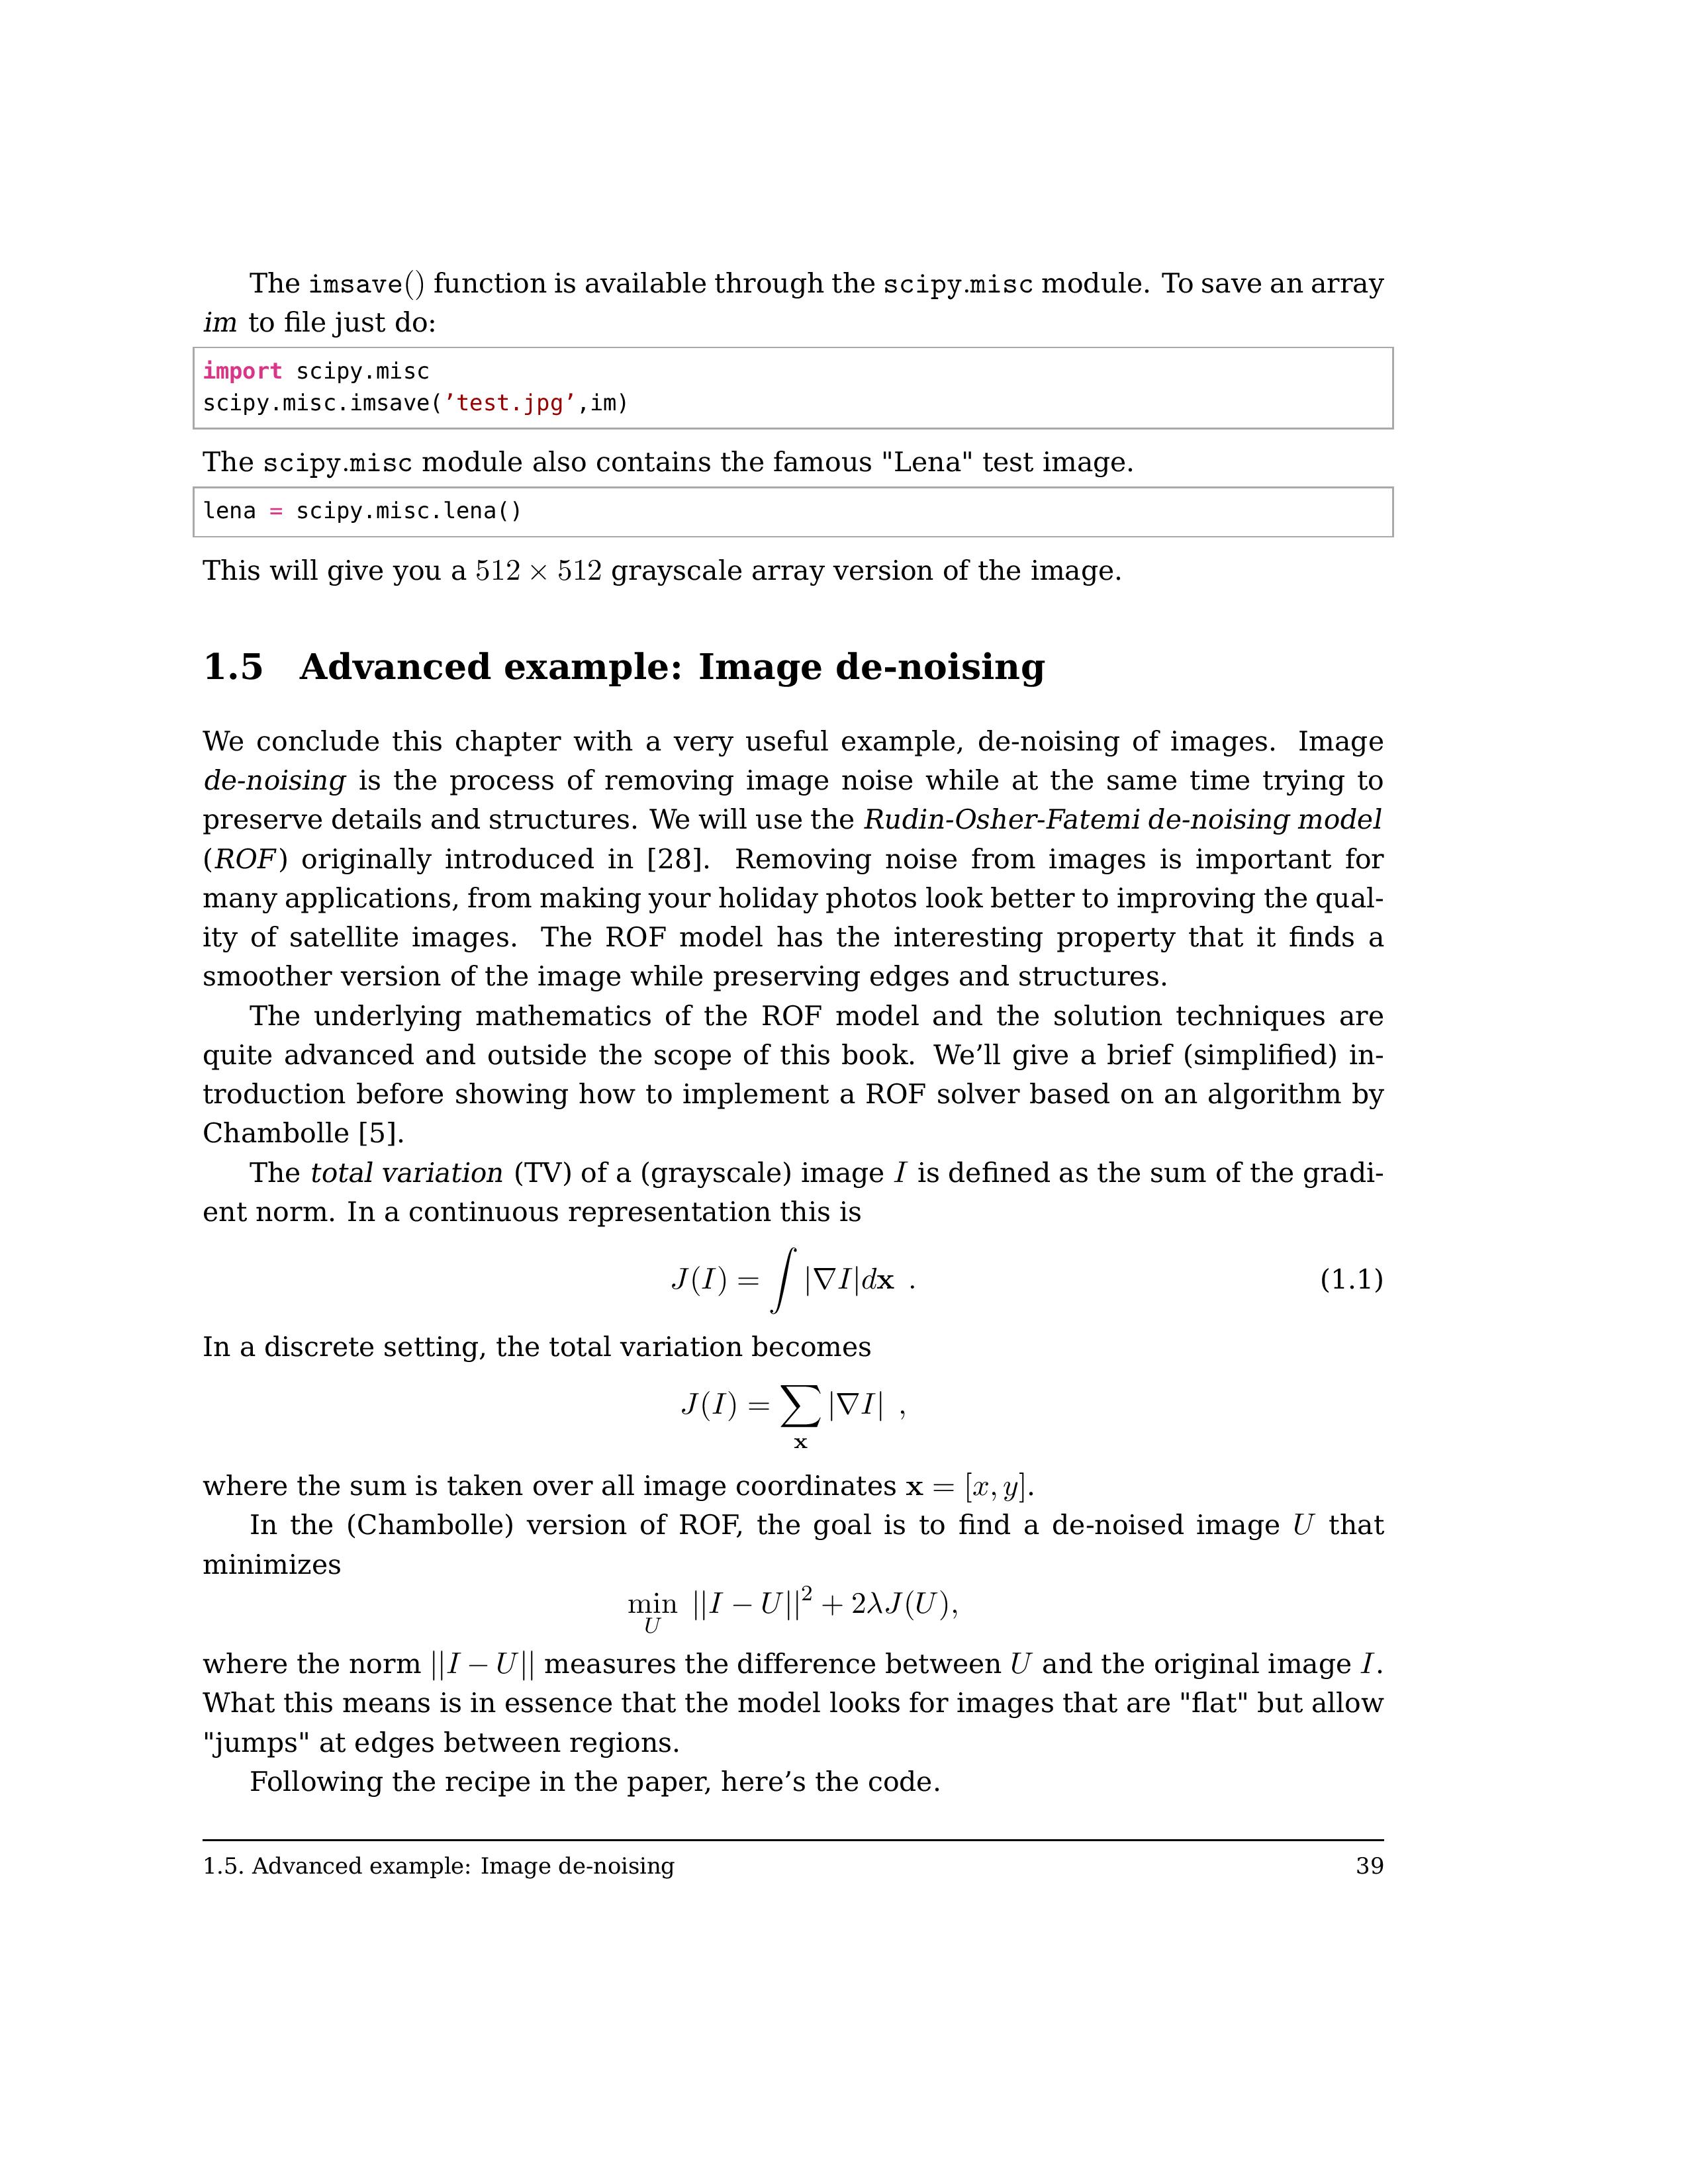 The imsave() function is available through the scipy.misc module. To save an array
im to file just do:
import scipy.misc
scipy.misc.imsave(’test.jpg’,im)
The scipy.misc module also contains the famous "Lena" test image.
lena = scipy.misc.lena()
This will give you a 512 × 512 grayscale array version of the image.
1.5 Advanced example: Image de-noising
We conclude this chapter with a very useful example, de-noising of images. Image
de-noising is the process of removing image noise while at the same time trying to
preserve details and structures. We will use the Rudin-Osher-Fatemi de-noising model
(ROF) originally introduced in [28]. Removing noise from images is important for
many applications, from making your holiday photos look better to improving the qual-
ity of satellite images. The ROF model has the interesting property that it finds a
smoother version of the image while preserving edges and structures.
The underlying mathematics of the ROF model and the solution techniques are
quite advanced and outside the scope of this book. We’ll give a brief (simplified) in-
troduction before showing how to implement a ROF solver based on an algorithm by
Chambolle [5].
The total variation (TV) of a (grayscale) image I is defined as the sum of the gradi-
ent norm. In a continuous representation this is
J(I) = ∫ |∇I|dx . (1.1)
In a discrete setting, the total variation becomes
J(I) = ∑ |∇I| ,
x
where the sum is taken over all image coordinates x = [x, y].
In the (Chambolle) version of ROF, the goal is to find a de-noised image U that
minimizes
min ||I − U||² + 2λJ(U),
U
where the norm ||I − U|| measures the difference between U and the original image I.
What this means is in essence that the model looks for images that are "flat" but allow
"jumps" at edges between regions.
Following the recipe in the paper, here’s the code.
1.5. Advanced example: Image de-noising 39